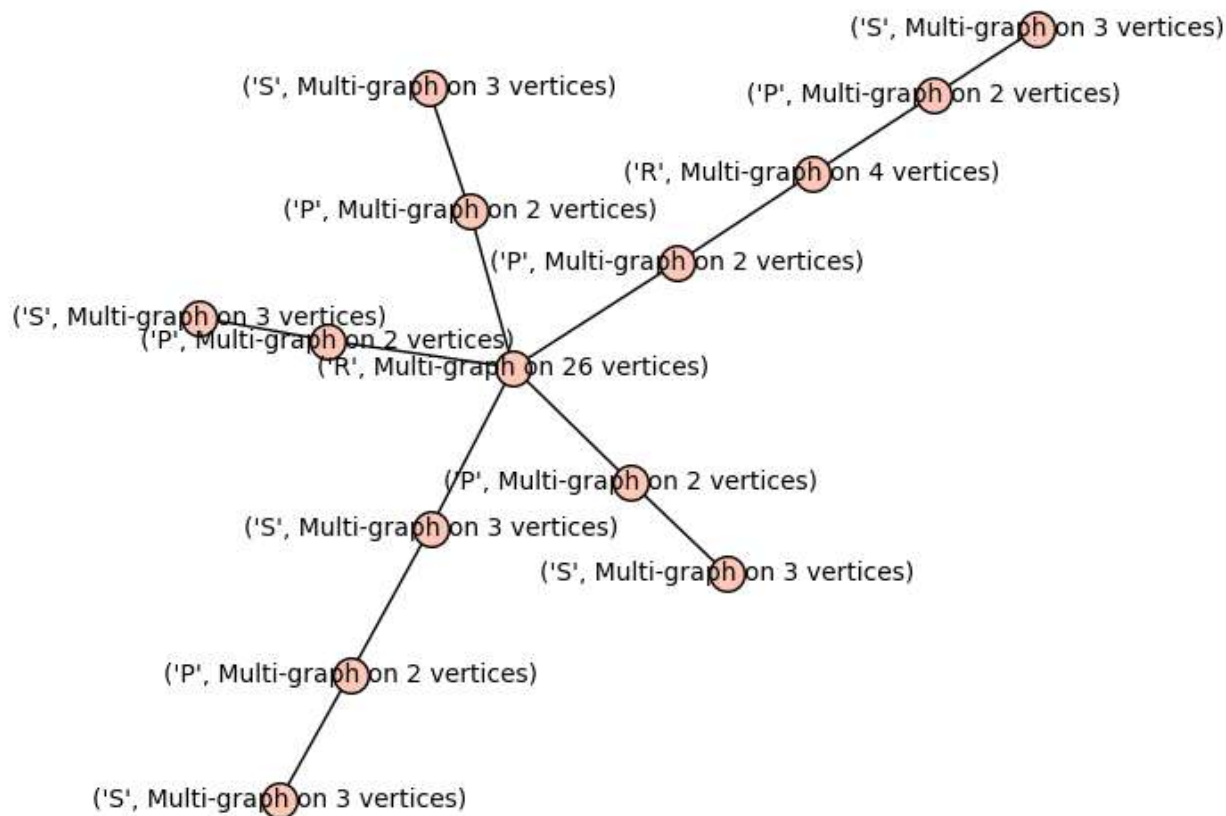 ('S', Multi-graph on 3 vertices)
('S', Multi-graph on 3 vertices)
('P', Multi-graph on 2 vertices)
('R', Multi-graph on 4 vertices)
('P', Multi-graph on 2 vertices)
('P', Multi-graph on 2 vertices)
('S', Multi-graph on 3 vertices)
('P', Multi-graph on 2 vertices)
('R', Multi-graph on 26 vertices)
('P', Multi-graph on 2 vertices)
('S', Multi-graph on 3 vertices)
('S', Multi-graph on 3 vertices)
('P', Multi-graph on 2 vertices)
('S', Multi-graph on 3 vertices)